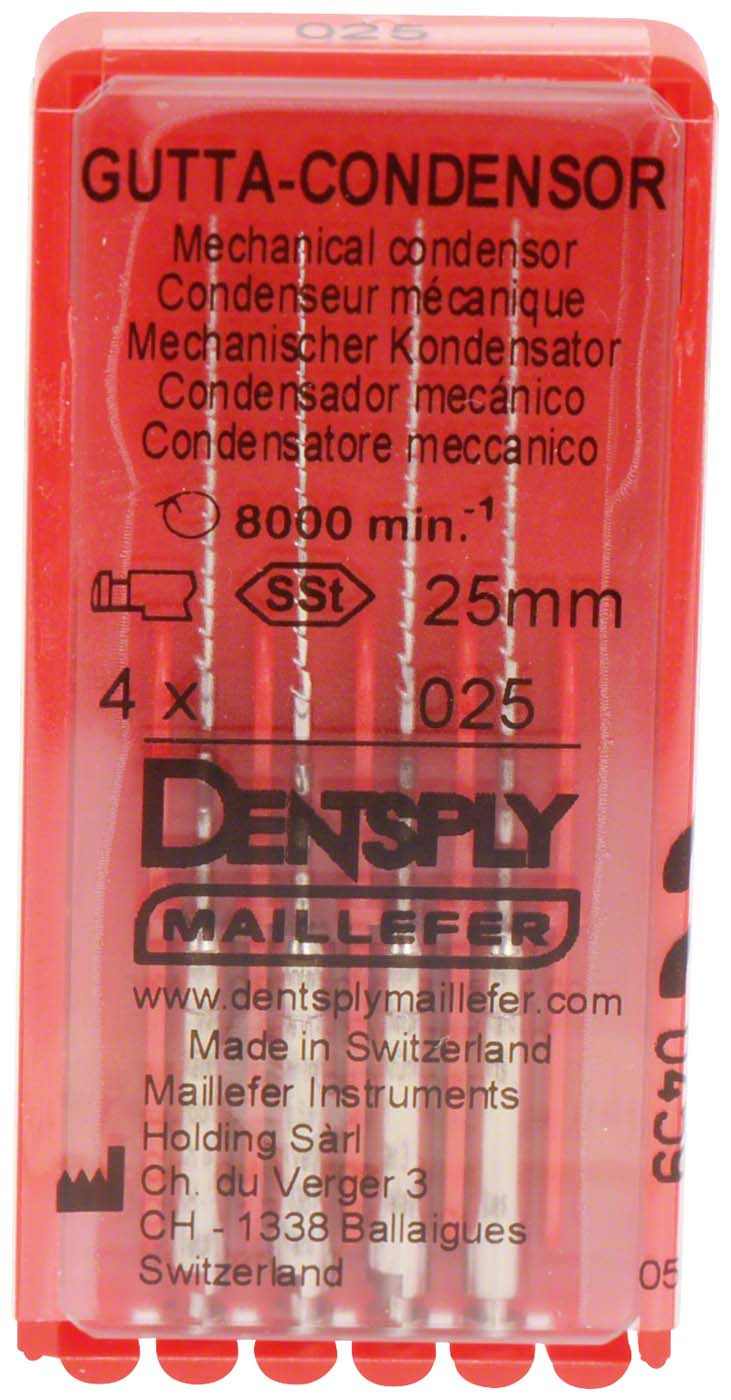 025
GUTTA-CONDENSOR
Mechanical condensor
Condenseur mécanique
Mechanischer Kondensator
Condensador mecánico
Condensatore meccanico
8000 min.-1
SSt 25mm
4 x 025
DENTSPLY
MAILLEFER
www.dentsplymaillefer.com
Made in Switzerland
Maillefer Instruments
Holding Sàrl
Ch. du Verger 3
CH - 1338 Ballaigues
Switzerland
05